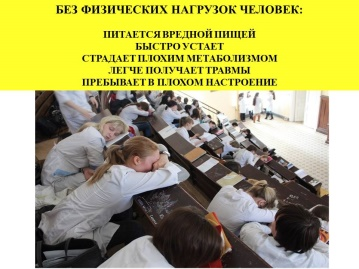 БЕЗ ФИЗИЧЕСКИХ НАГРУЗОК ЧЕЛОВЕК:
ПИТАЕТСЯ ВРЕДНОЙ ПИЩЕЙ
БЫСТРО УСТАЕТ
СТРАДАЕТ ПЛОХИМ МЕТАБОЛИЗМОМ
ЛЕГЧЕ ПОЛУЧАЕТ ТРАВМЫ
ПРЕБЫВАЕТ В ПЛОХОМ НАСТРОЕНИЕ